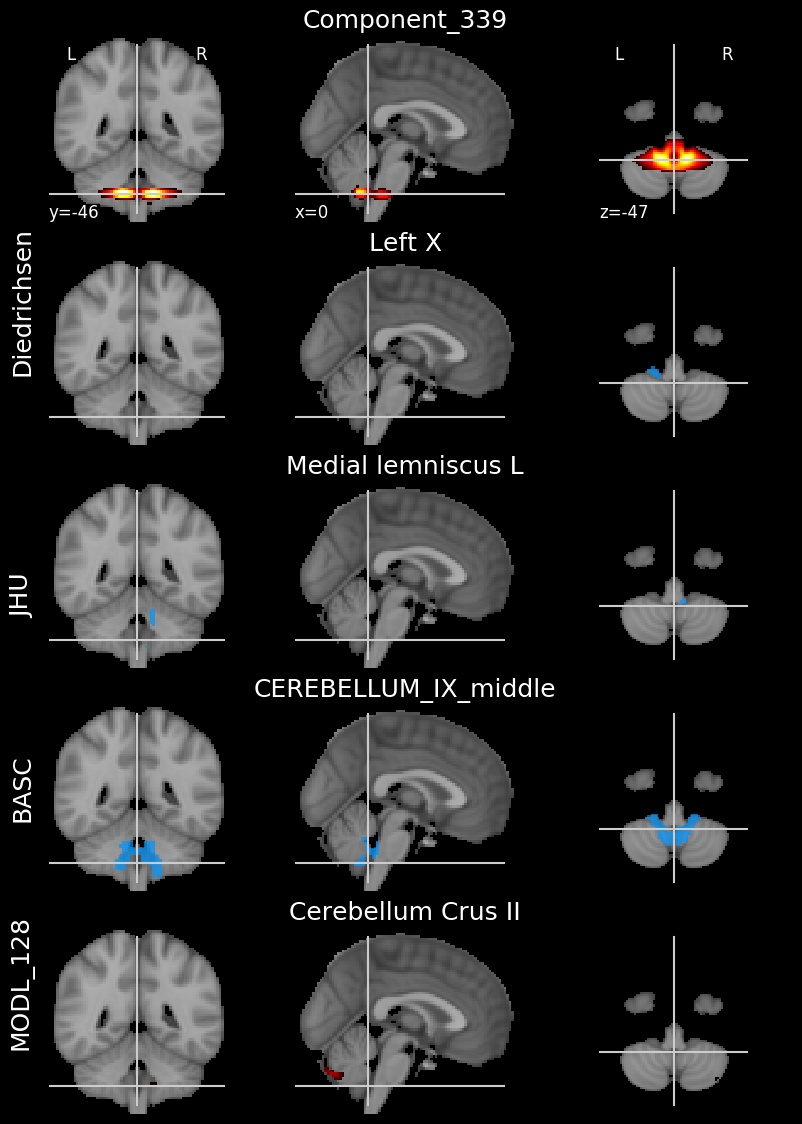 Component_339
L R L R
y=-46 x=0 z=-47
Diedrichsen
Left X
JHU
Medial lemniscus L
BASC
CEREBELLUM_IX_middle
MODL_128
Cerebellum Crus II